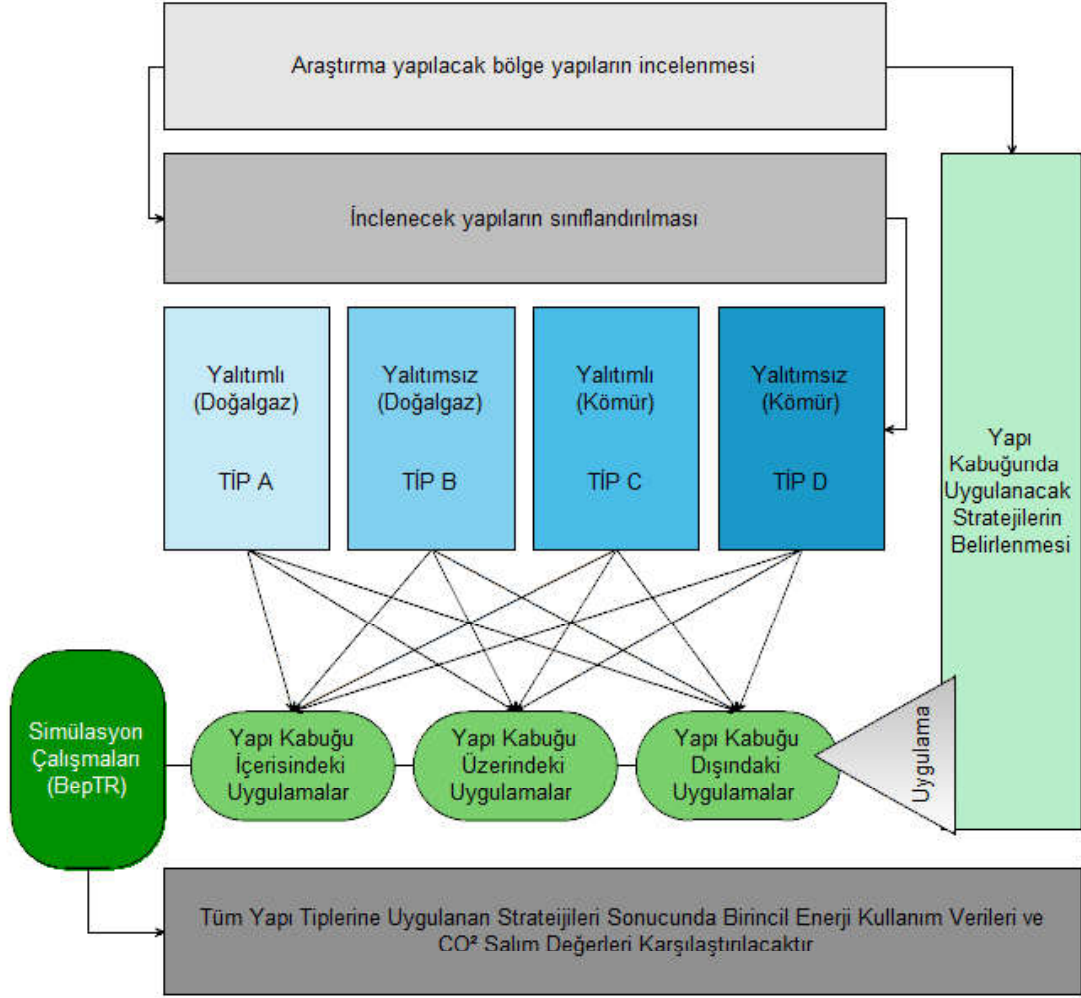 Araştırma yapılacak bölge yapıların incelenmesi
İnclenecek yapıların sınıflandırılması
Yalıtımlı
(Doğalgaz)
TİP A
Yalıtımsız
(Doğalgaz)
TİP B
Yalıtımlı
(Kömür)
TİP C
Yalıtımsız
(Kömür)
TİP D
Yapı
Kabuğunda
Uygulanacak
Stratejilerin
Belirlenmesi
Simülasyon
Çalışmaları
(BepTR)
Yapı Kabuğu
İçerisindeki
Uygulamalar
Yapı Kabuğu
Üzerindeki
Uygulamalar
Yapı Kabuğu
Dışındaki
Uygulamalar
Uygulama
Tüm Yapı Tiplerine Uygulanan Strateijileri Sonucunda Birincil Enerji Kullanım Verileri ve
CO² Salım Değerleri Karşılaştırılacaktır